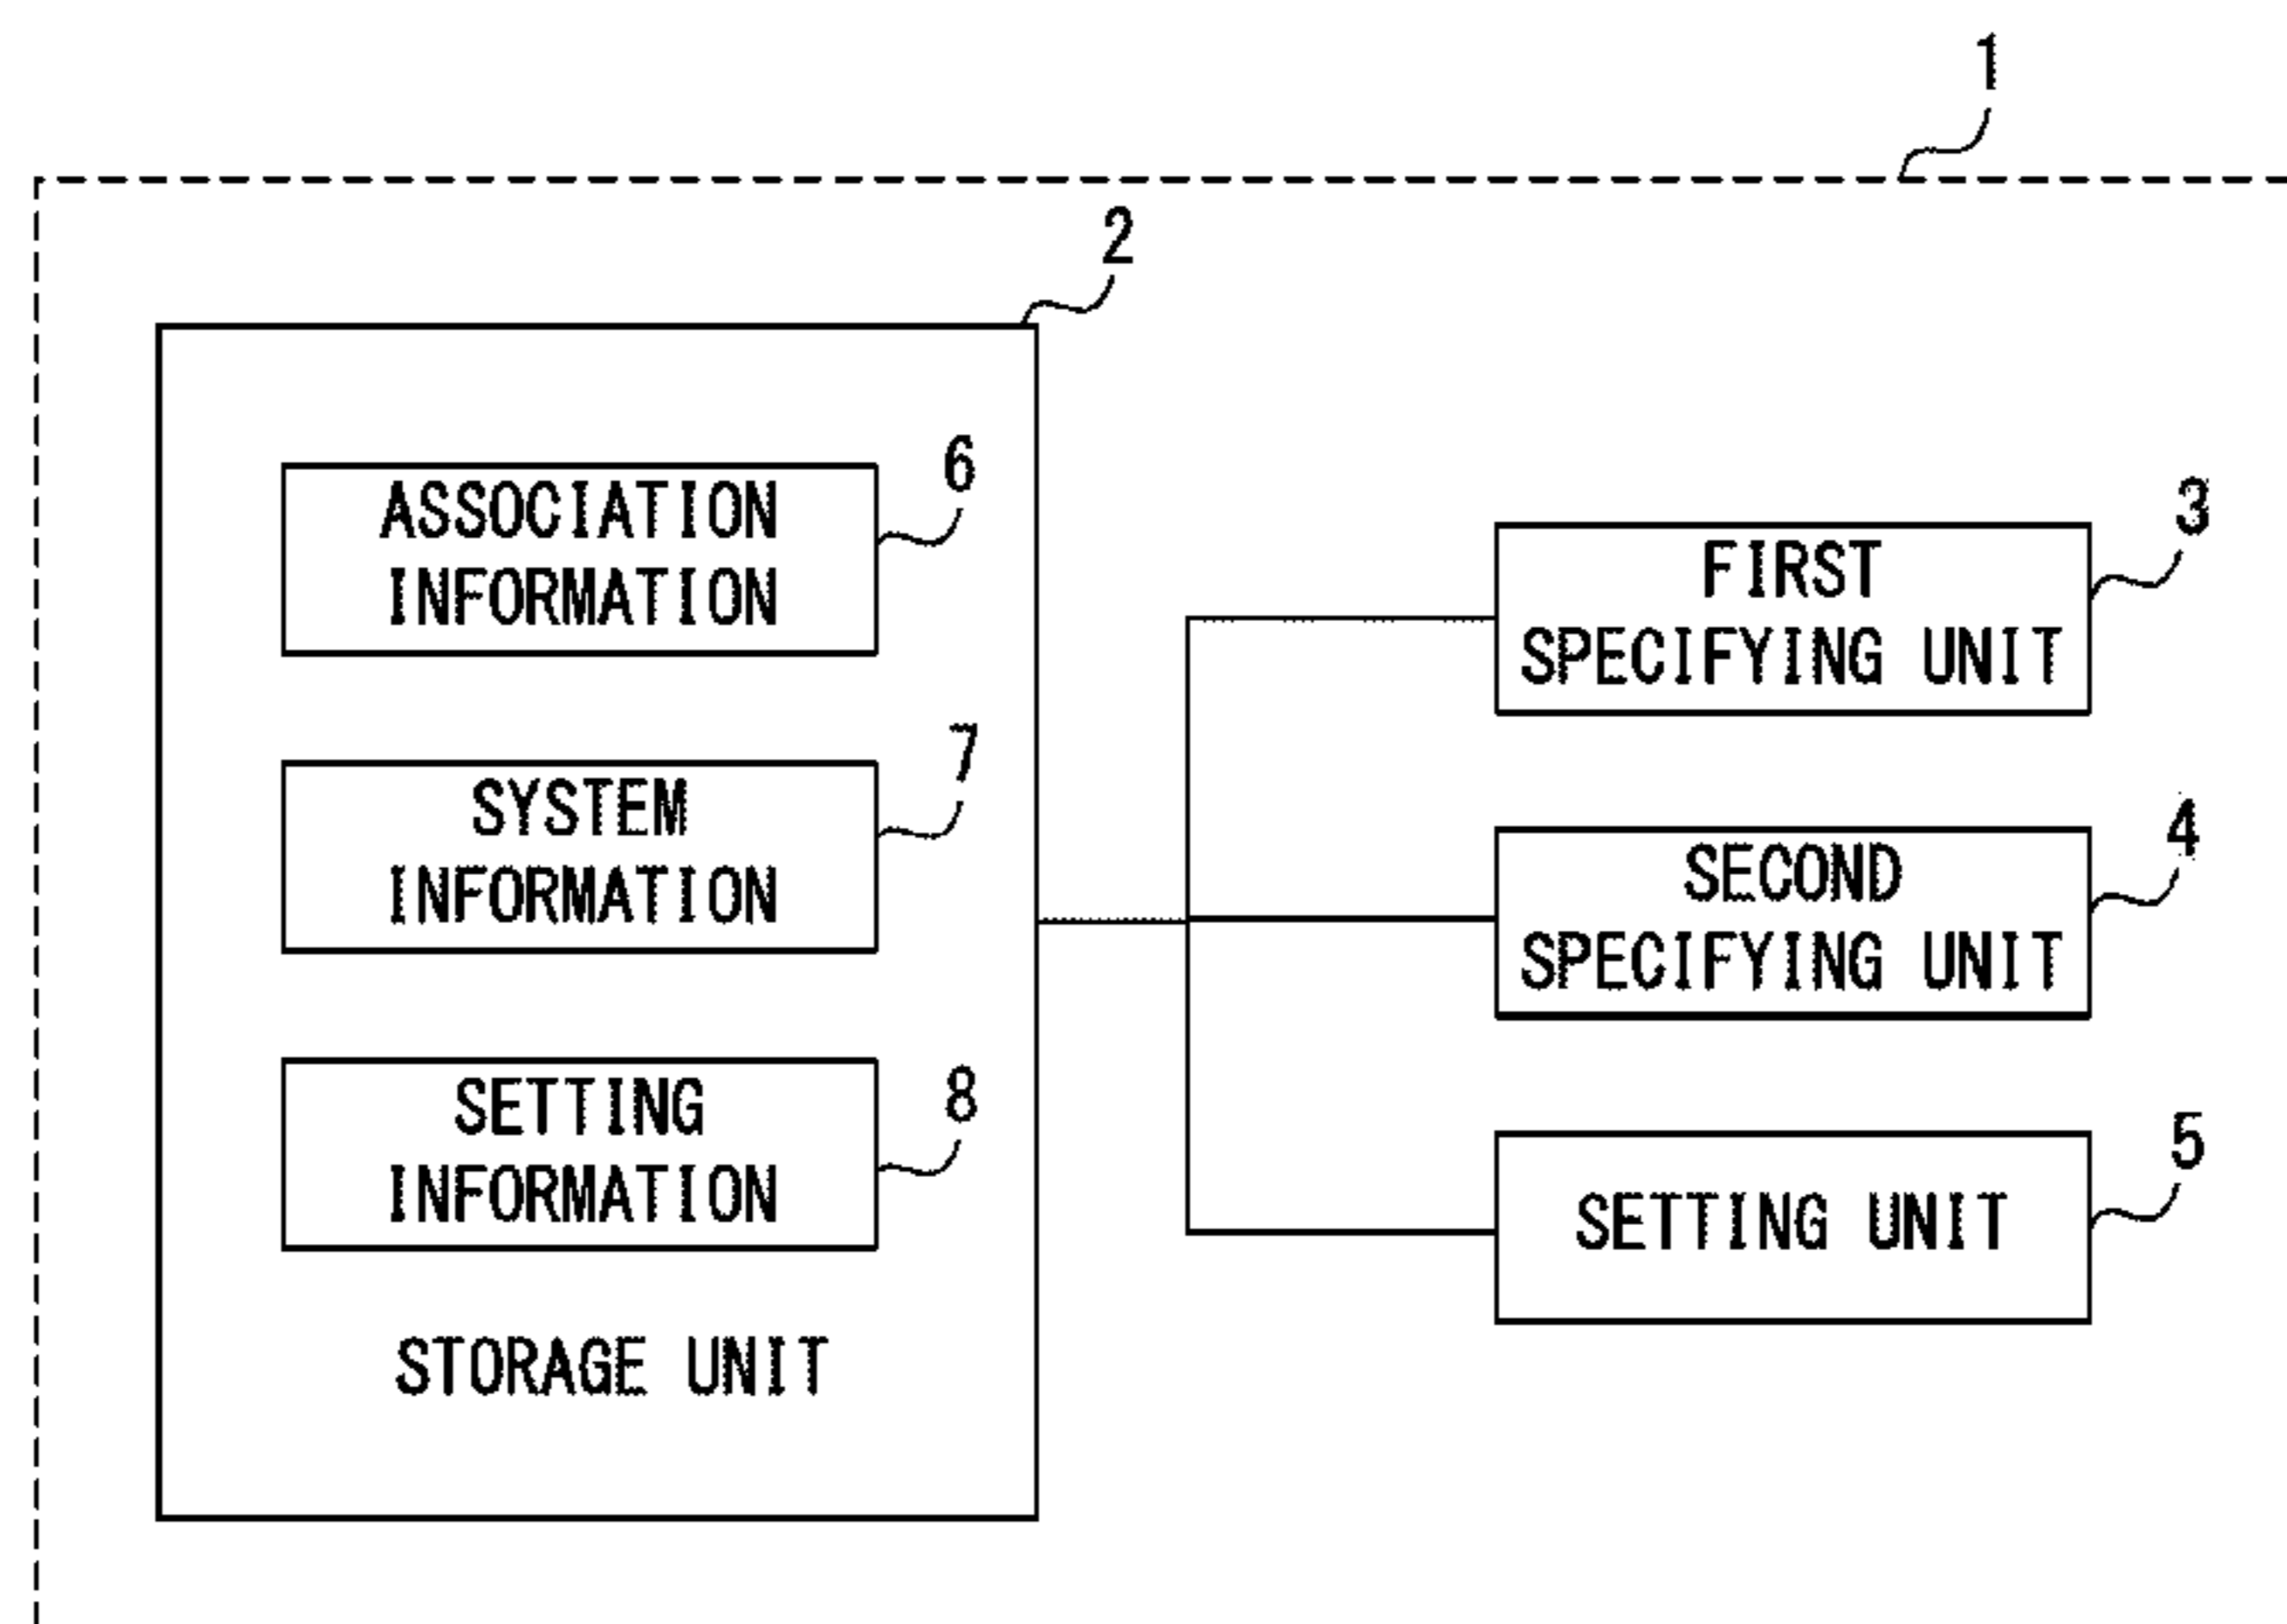 1
2
ASSOCIATION
INFORMATION
6
SYSTEM
INFORMATION
7
SETTING
INFORMATION
8
STORAGE UNIT
FIRST
SPECIFYING UNIT
3
SECOND
SPECIFYING UNIT
4
SETTING UNIT
5